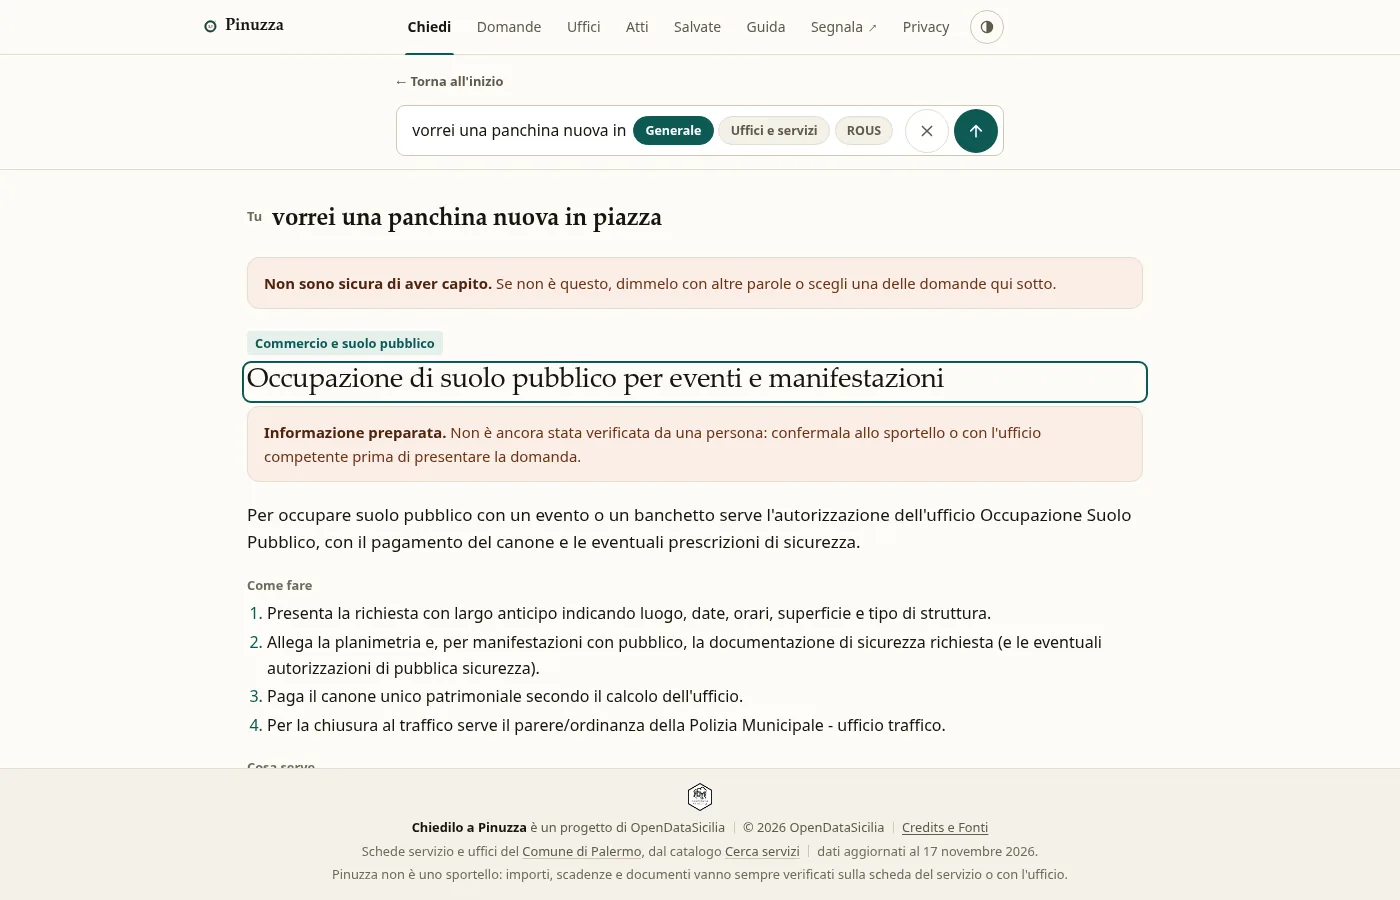 Pinuzza
Chiedi Domande Uffici Atti Salvate Guida Segnala ↗ Privacy
← Torna all'inizio
vorrei una panchina nuova in Generale Uffici e servizi ROUS
Tu vorrei una panchina nuova in piazza
Non sono sicura di aver capito. Se non è questo, dimmelo con altre parole o scegli una delle domande qui sotto.
Commercio e suolo pubblico
Occupazione di suolo pubblico per eventi e manifestazioni
Informazione preparata. Non è ancora stata verificata da una persona: confermala allo sportello o con l'ufficio
competente prima di presentare la domanda.
Per occupare suolo pubblico con un evento o un banchetto serve l'autorizzazione dell'ufficio Occupazione Suolo
Pubblico, con il pagamento del canone e le eventuali prescrizioni di sicurezza.
Come fare
1. Presenta la richiesta con largo anticipo indicando luogo, date, orari, superficie e tipo di struttura.
2. Allega la planimetria e, per manifestazioni con pubblico, la documentazione di sicurezza richiesta (e le eventuali
autorizzazioni di pubblica sicurezza).
3. Paga il canone unico patrimoniale secondo il calcolo dell'ufficio.
4. Per la chiusura al traffico serve il parere/ordinanza della Polizia Municipale - ufficio traffico.
Cosa serve
Chiedilo a Pinuzza è un progetto di OpenDataSicilia | © 2026 OpenDataSicilia | Credits e Fonti
Schede servizio e uffici del Comune di Palermo, dal catalogo Cerca servizi | dati aggiornati al 17 novembre 2026.
Pinuzza non è uno sportello: importi, scadenze e documenti vanno sempre verificati sulla scheda del servizio o con l'ufficio.